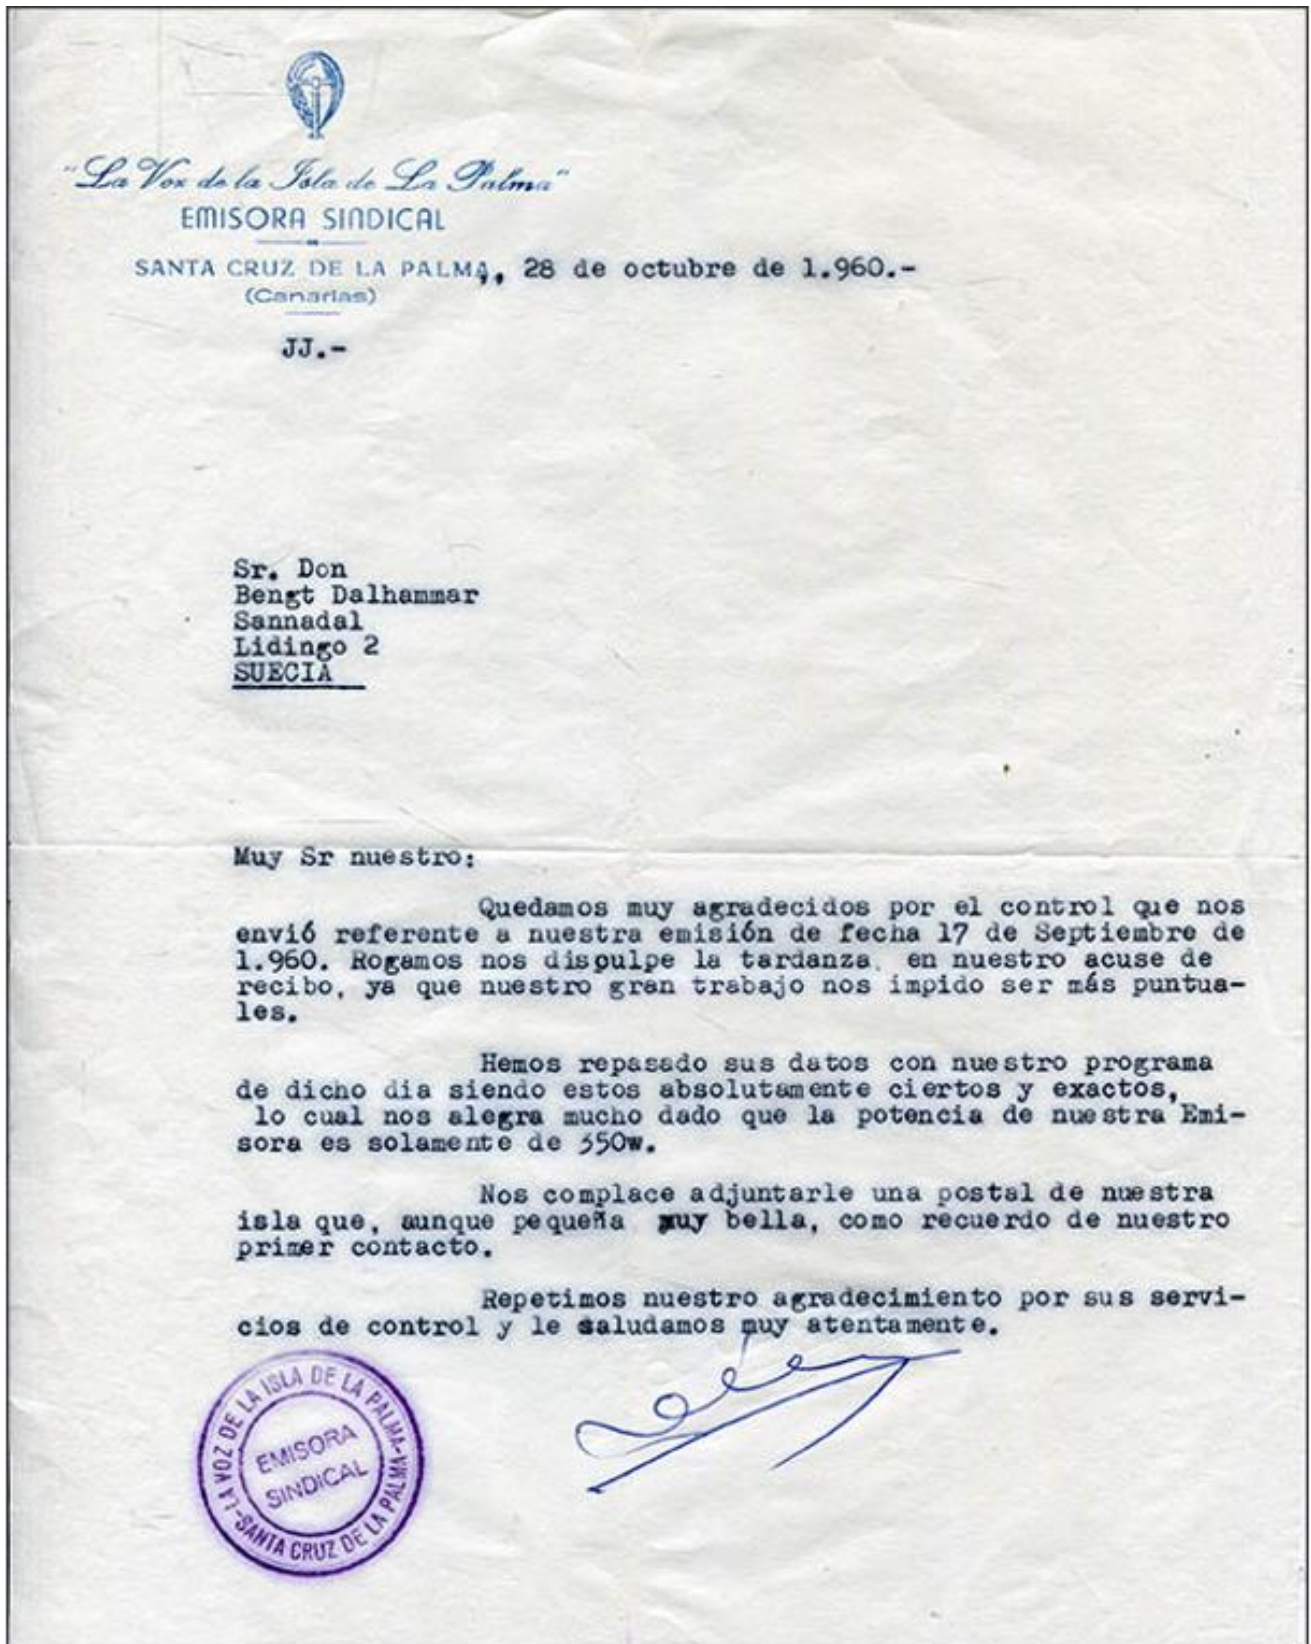 "La Voz de la Isla de La Palma"
EMISORA SINDICAL
SANTA CRUZ DE LA PALMA,, 28 de octubre de 1.960.-
(Canarias)
JJ.-
Sr. Don
Bengt Dalhammar
Sannadal
Lidingo 2
SUECIA
Muy Sr nuestro:
Quedamos muy agradecidos por el control que nos
envió referente a nuestra emisión de fecha 17 de Septiembre de
1.960. Rogamos nos dispulpe la tardanza en nuestro acuse de
recibo, ya que nuestro gran trabajo nos impido ser más puntua-
les.
Hemos repasado sus datos con nuestro programa
de dicho dia siendo estos absolutamente ciertos y exactos,
lo cual nos alegra mucho dado que la potencia de nuestra Emi-
sora es solamente de 350w.
Nos complace adjuntarle una postal de nuestra
isla que, aunque pequeña muy bella, como recuerdo de nuestro
primer contacto.
Repetimos nuestro agradecimiento por sus servi-
cios de control y le saludamos muy atentamente.
LA VOZ DE LA ISLA DE LA PALMA-
-SANTA CRUZ DE LA PALMA-
EMISORA
SINDICAL